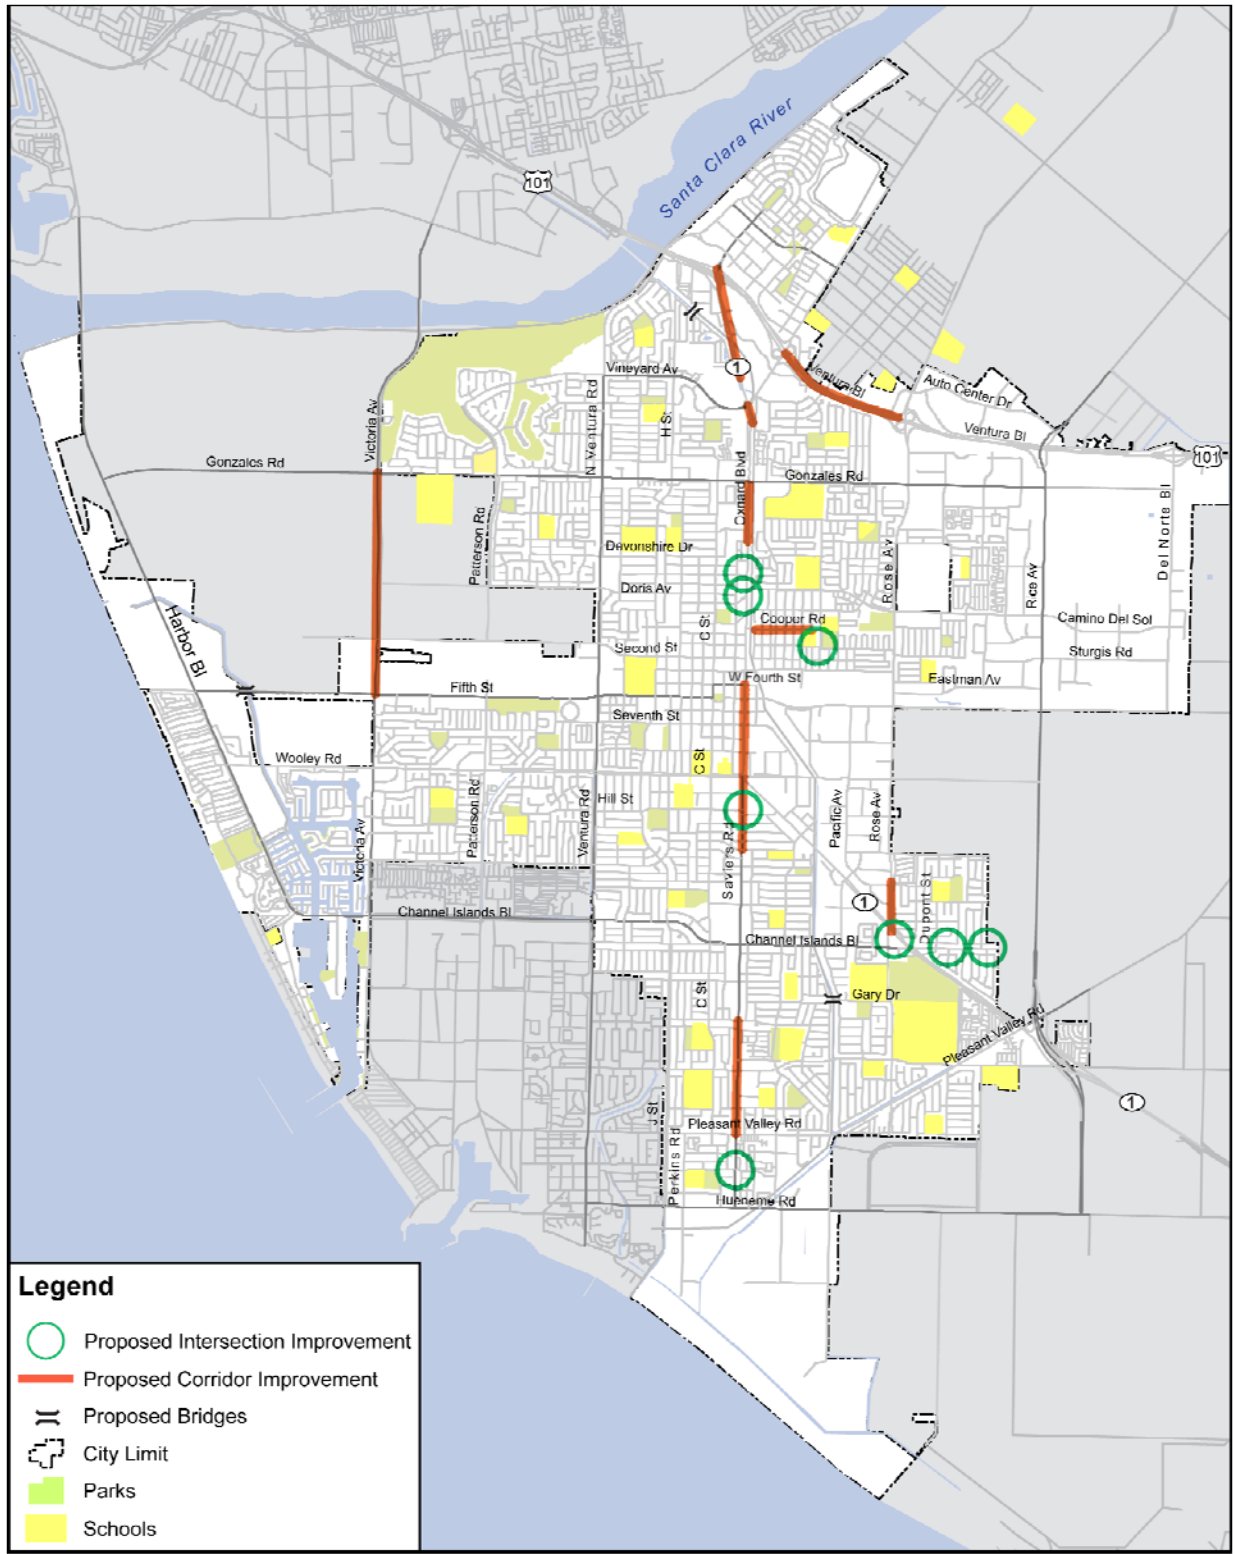 Santa Clara River
101
Vineyard Av
1
Ventura Bl
Auto Center Dr
Ventura Bl
101
Victoria Av
N Ventura Rd
H St
Gonzales Rd
Oxnard Blvd
Gonzales Rd
Patterson Rd
Devonshire Dr
Rose Av
Rice Av
Del Norte Bl
Doris Av
C St
Cooper Rd
Camino Del Sol
Harbor Bl
Second St
Sturgis Rd
Fifth St
W Fourth St
Eastman Av
Seventh St
Wooley Rd
C St
Victoria Av
Patterson Rd
Ventura Rd
Hill St
Saviers Rd
Pacific Av
Rose Av
Dupont St
1
Channel Islands Bl
Channel Islands Bl
C St
Gary Dr
Pleasant Valley Rd
1
J St
Pleasant Valley Rd
Perkins Rd
Hueneme Rd
Legend
Proposed Intersection Improvement
Proposed Corridor Improvement
Proposed Bridges
City Limit
Parks
Schools